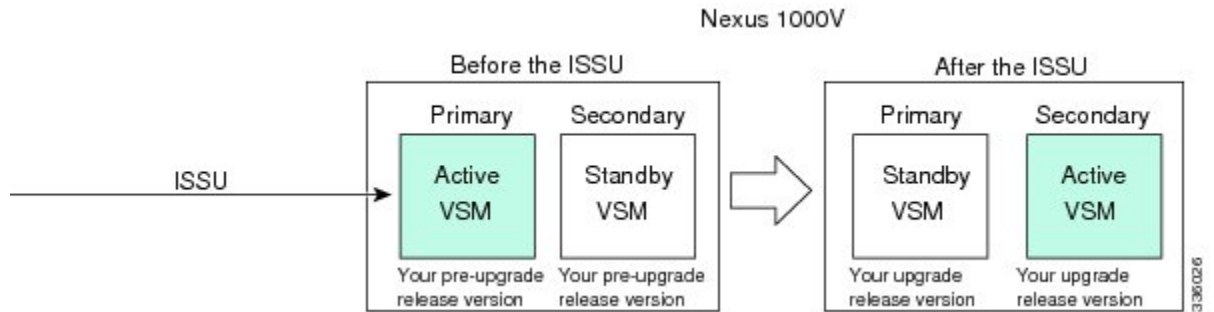 Nexus 1000V
Before the ISSU
After the ISSU
Primary
Secondary
Primary
Secondary
ISSU
Active
VSM
Standby
VSM
Standby
VSM
Active
VSM
Your pre-upgrade
release version
Your pre-upgrade
release version
Your upgrade
release version
Your upgrade
release version
336026